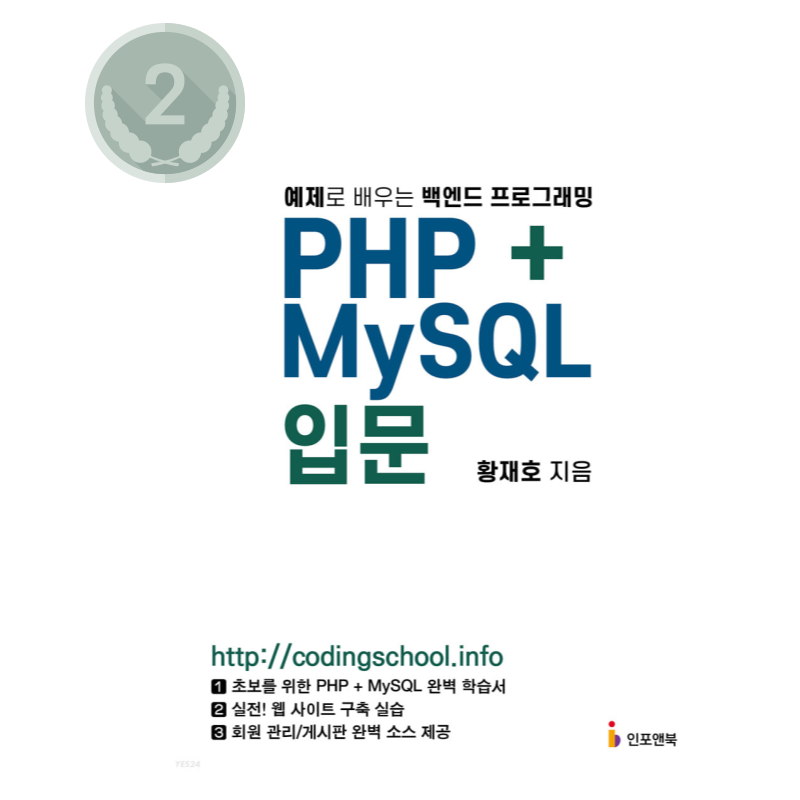 2
예제로 배우는 백엔드 프로그래밍
PHP +
MySQL
입문
황재호 지음
http://codingschool.info
1 초보를 위한 PHP + MySQL 완벽 학습서
2 실전! 웹 사이트 구축 실습
3 회원 관리/게시판 완벽 소스 제공
인포앤북
YES24